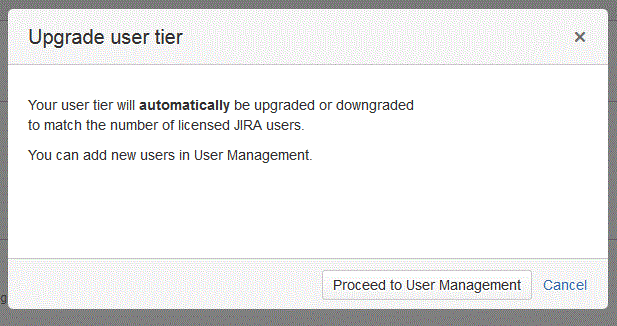 Upgrade user tier
Your user tier will automatically be upgraded or downgraded
to match the number of licensed JIRA users.
You can add new users in User Management.
Proceed to User Management
Cancel